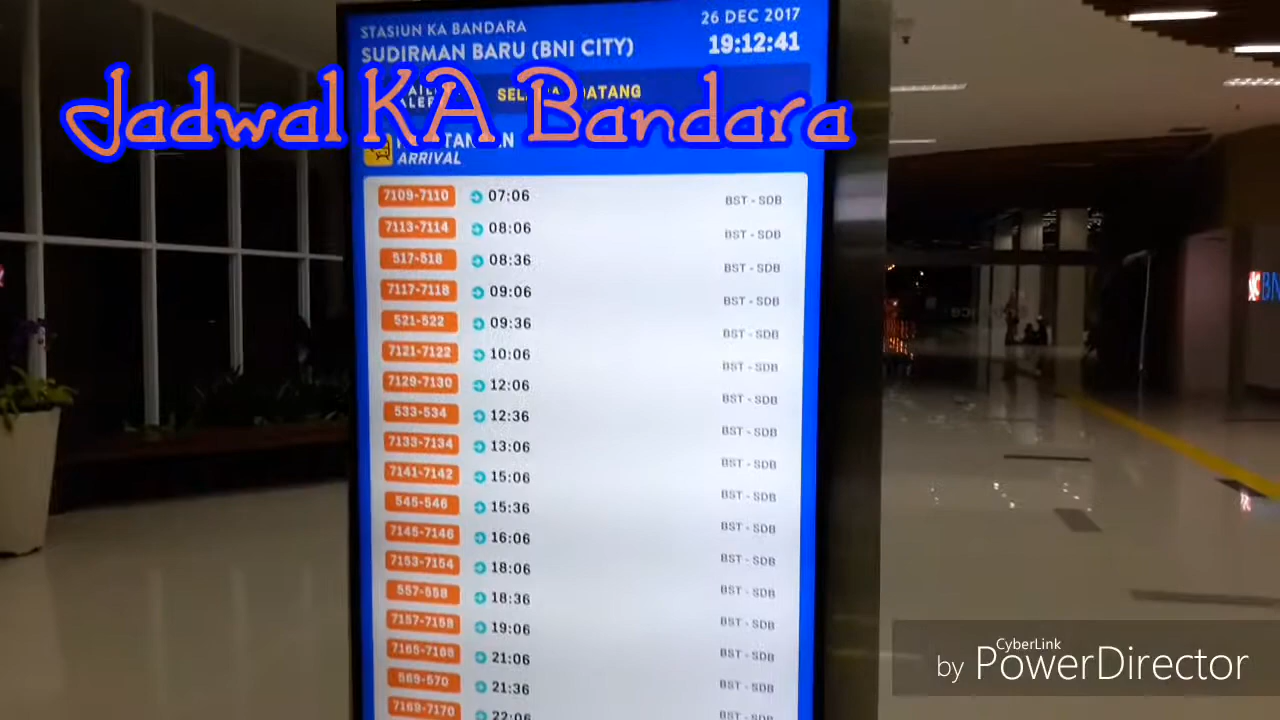 STASIUN KA BANDARA
26 DEC 2017
SUDIRMAN BARU (BNI CITY)
19:12:41
Jadwal KA Bandara
ARRIVAL
7109-7110 07:06 BST - SDB
7113-7114 08:06 BST - SDB
517-518 08:36 BST - SDB
7117-7118 09:06 BST - SDB
521-522 09:36 BST - SDB
7121-7122 10:06 BST - SDB
7129-7130 12:06 BST - SDB
533-534 12:36 BST - SDB
7133-7134 13:06 BST - SDB
7141-7142 15:06 BST - SDB
545-546 15:36 BST - SDB
7145-7146 16:06 BST - SDB
7153-7154 18:06 BST - SDB
557-558 18:36 BST - SDB
7157-7158 19:06 BST - SDB
7165-7166 21:06 BST - SDB
569-570 21:36 BST - SDB
7169-7170 22:06 BST - SDB
CyberLink
by PowerDirector